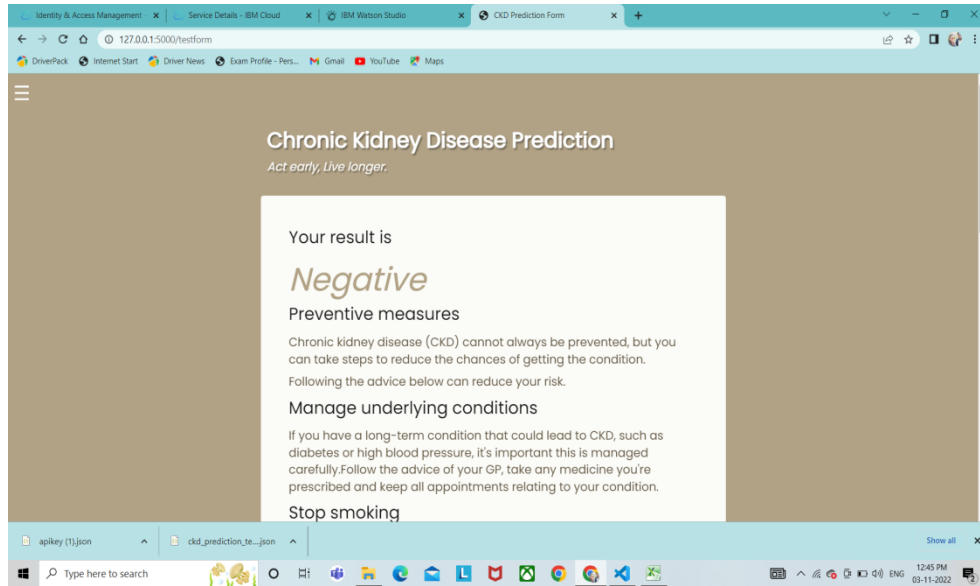 Identity & Access Management -
Service Details - IBM Cloud
IBM Watson Studio
CKD Prediction Form
127.0.0.1:5000/testform
DriverPack
Internet Start
Driver News
Exam Profile - Pers...
Gmail
YouTube
Maps
Chronic Kidney Disease Prediction
Act early, Live longer.
Your result is
Negative
Preventive measures
Chronic kidney disease (CKD) cannot always be prevented, but you
can take steps to reduce the chances of getting the condition.
Following the advice below can reduce your risk.
Manage underlying conditions
If you have a long-term condition that could lead to CKD, such as
diabetes or high blood pressure, it's important this is managed
carefully.Follow the advice of your GP, take any medicine you're
prescribed and keep all appointments relating to your condition.
Stop smoking
apikey (1).json
ckd_prediction_te....json
Show all
Type here to search
L
ENG
12:45 PM
03-11-2022